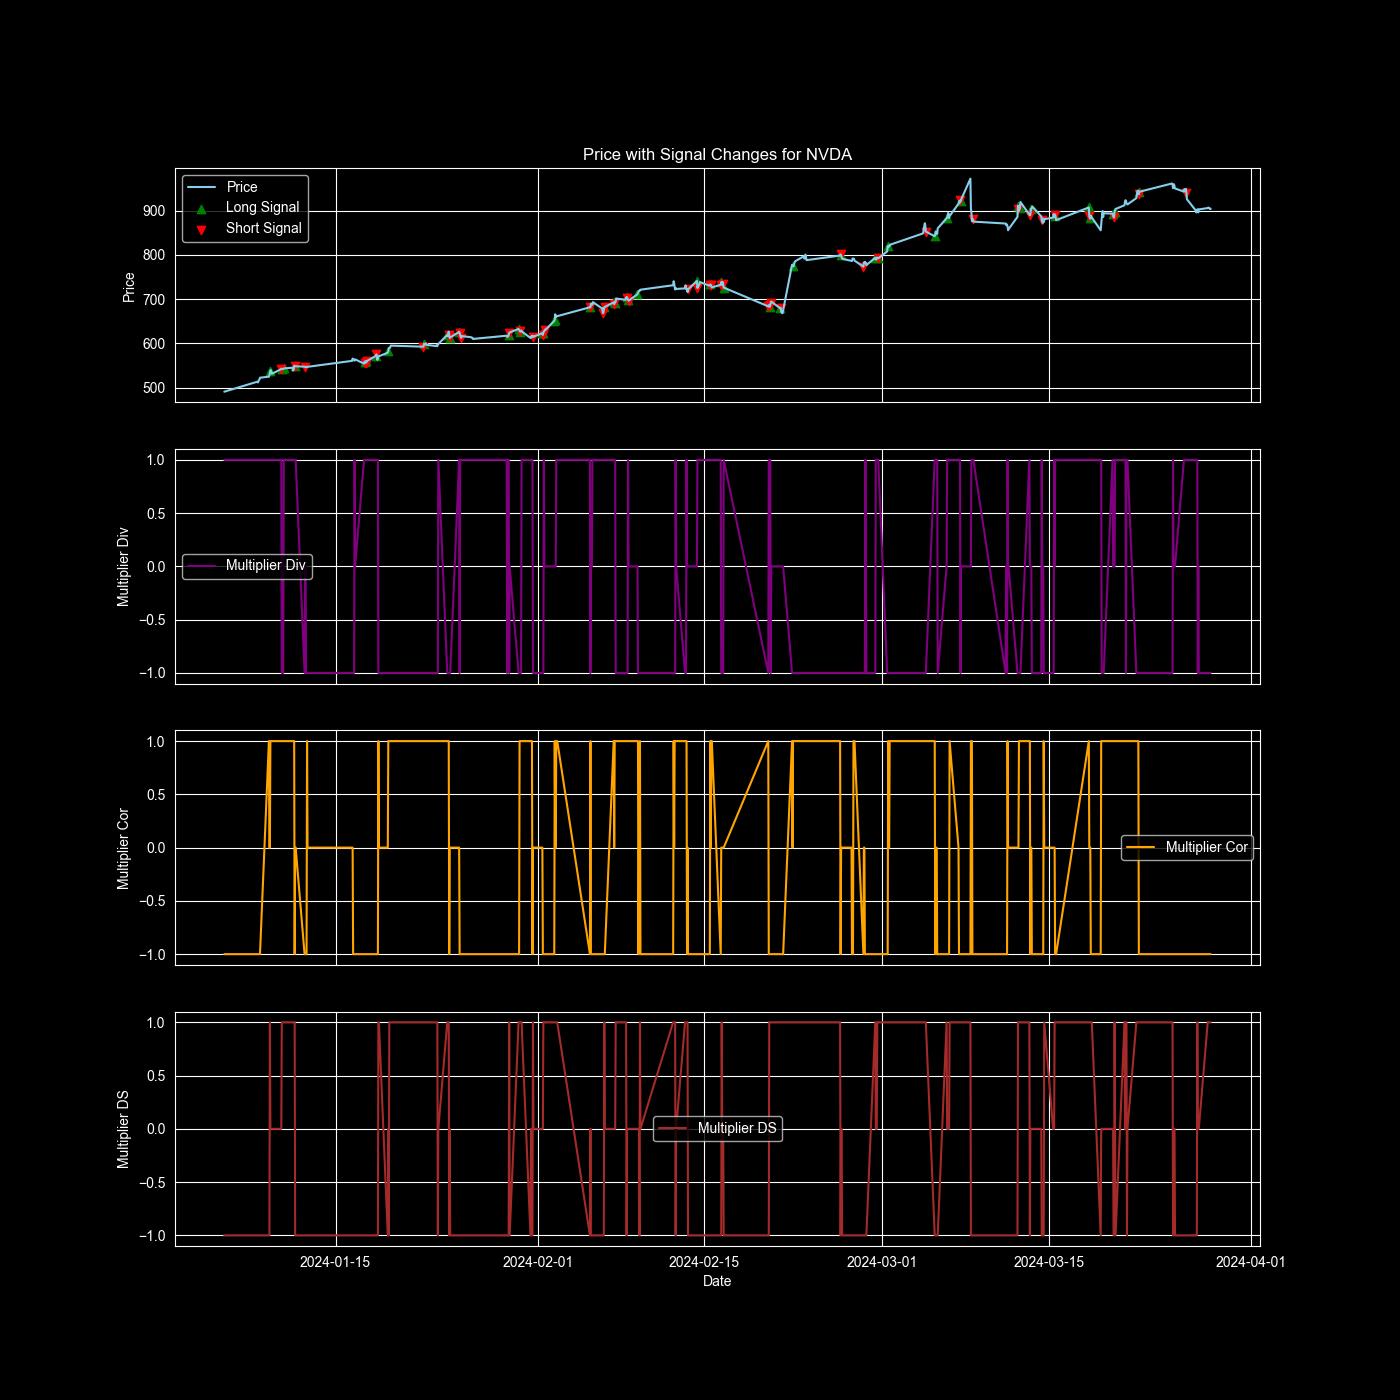 Price with Signal Changes for NVDA
Price
Long Signal
Short Signal
900
800
700
600
500
Price
1.0
0.5
0.0
−0.5
−1.0
Multiplier Div
Multiplier Div
1.0
0.5
0.0
−0.5
−1.0
Multiplier Cor
Multiplier Cor
1.0
0.5
0.0
−0.5
−1.0
Multiplier DS
Multiplier DS
2024-01-15 2024-02-01 2024-02-15 2024-03-01 2024-03-15 2024-04-01
Date